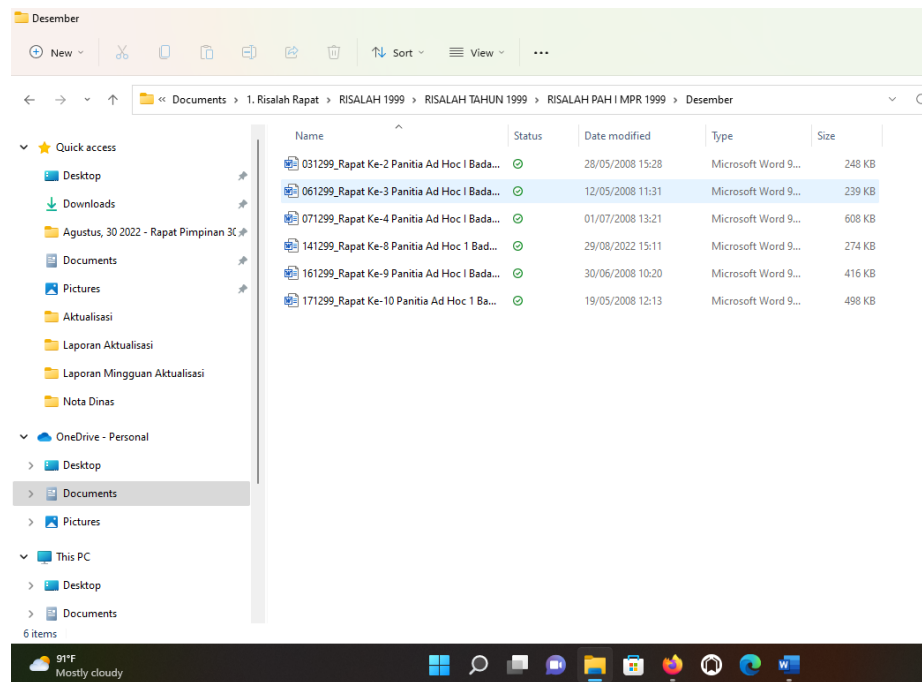 Desember
New
Sort
View
« Documents > 1. Risalah Rapat > RISALAH 1999 > RISALAH TAHUN 1999 > RISALAH PAH I MPR 1999 > Desember
Name Status Date modified Type Size
031299_Rapat Ke-2 Panitia Ad Hoc I Bada... 28/05/2008 15:28 Microsoft Word 9... 248 KB
061299_Rapat Ke-3 Panitia Ad Hoc I Bada... 12/05/2008 11:31 Microsoft Word 9... 239 KB
071299_Rapat Ke-4 Panitia Ad Hoc I Bada... 01/07/2008 13:21 Microsoft Word 9... 608 KB
141299_Rapat Ke-8 Panitia Ad Hoc 1 Bad... 29/08/2022 15:11 Microsoft Word 9... 274 KB
161299_Rapat Ke-9 Panitia Ad Hoc I Bada... 30/06/2008 10:20 Microsoft Word 9... 416 KB
171299_Rapat Ke-10 Panitia Ad Hoc 1 Ba... 19/05/2008 12:13 Microsoft Word 9... 498 KB
Quick access
Desktop
Downloads
Agustus, 30 2022 - Rapat Pimpinan 30
Documents
Pictures
Aktualisasi
Laporan Aktualisasi
Laporan Mingguan Aktualisasi
Nota Dinas
OneDrive - Personal
Desktop
Documents
Pictures
This PC
Desktop
Documents
6 items
91°F
Mostly cloudy